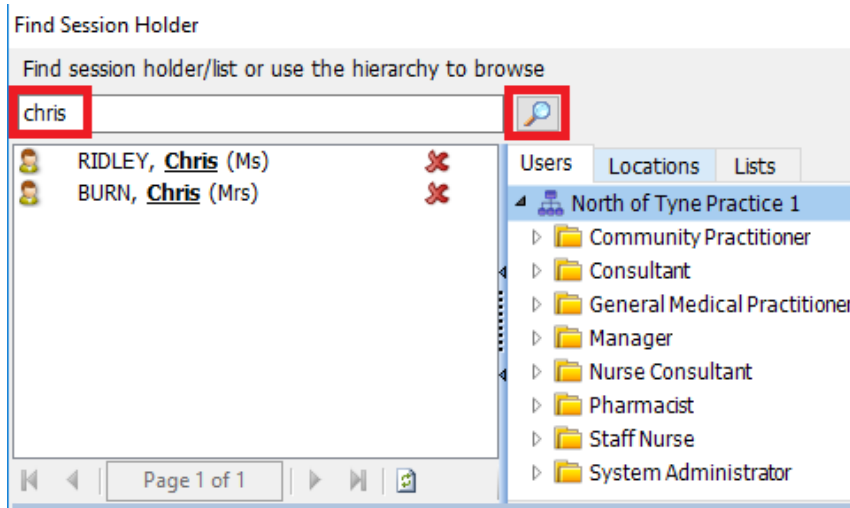 Find Session Holder
Find session holder/list or use the hierarchy to browse
chris
RIDLEY, Chris (Ms)
BURN, Chris (Mrs)
Page 1 of 1
Users Locations Lists
North of Tyne Practice 1
Community Practitioner
Consultant
General Medical Practitioner
Manager
Nurse Consultant
Pharmacist
Staff Nurse
System Administrator